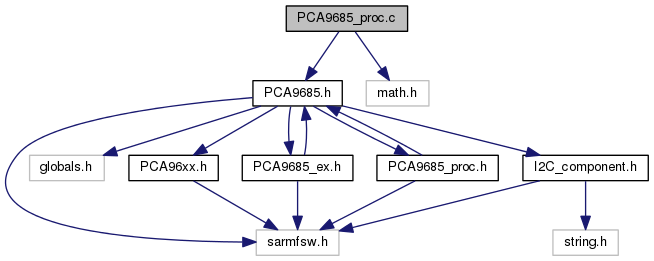 PCA9685_proc.c
PCA9685.h
math.h
globals.h
PCA96xx.h
PCA9685_ex.h
PCA9685_proc.h
I2C_component.h
sarmfsw.h
string.h